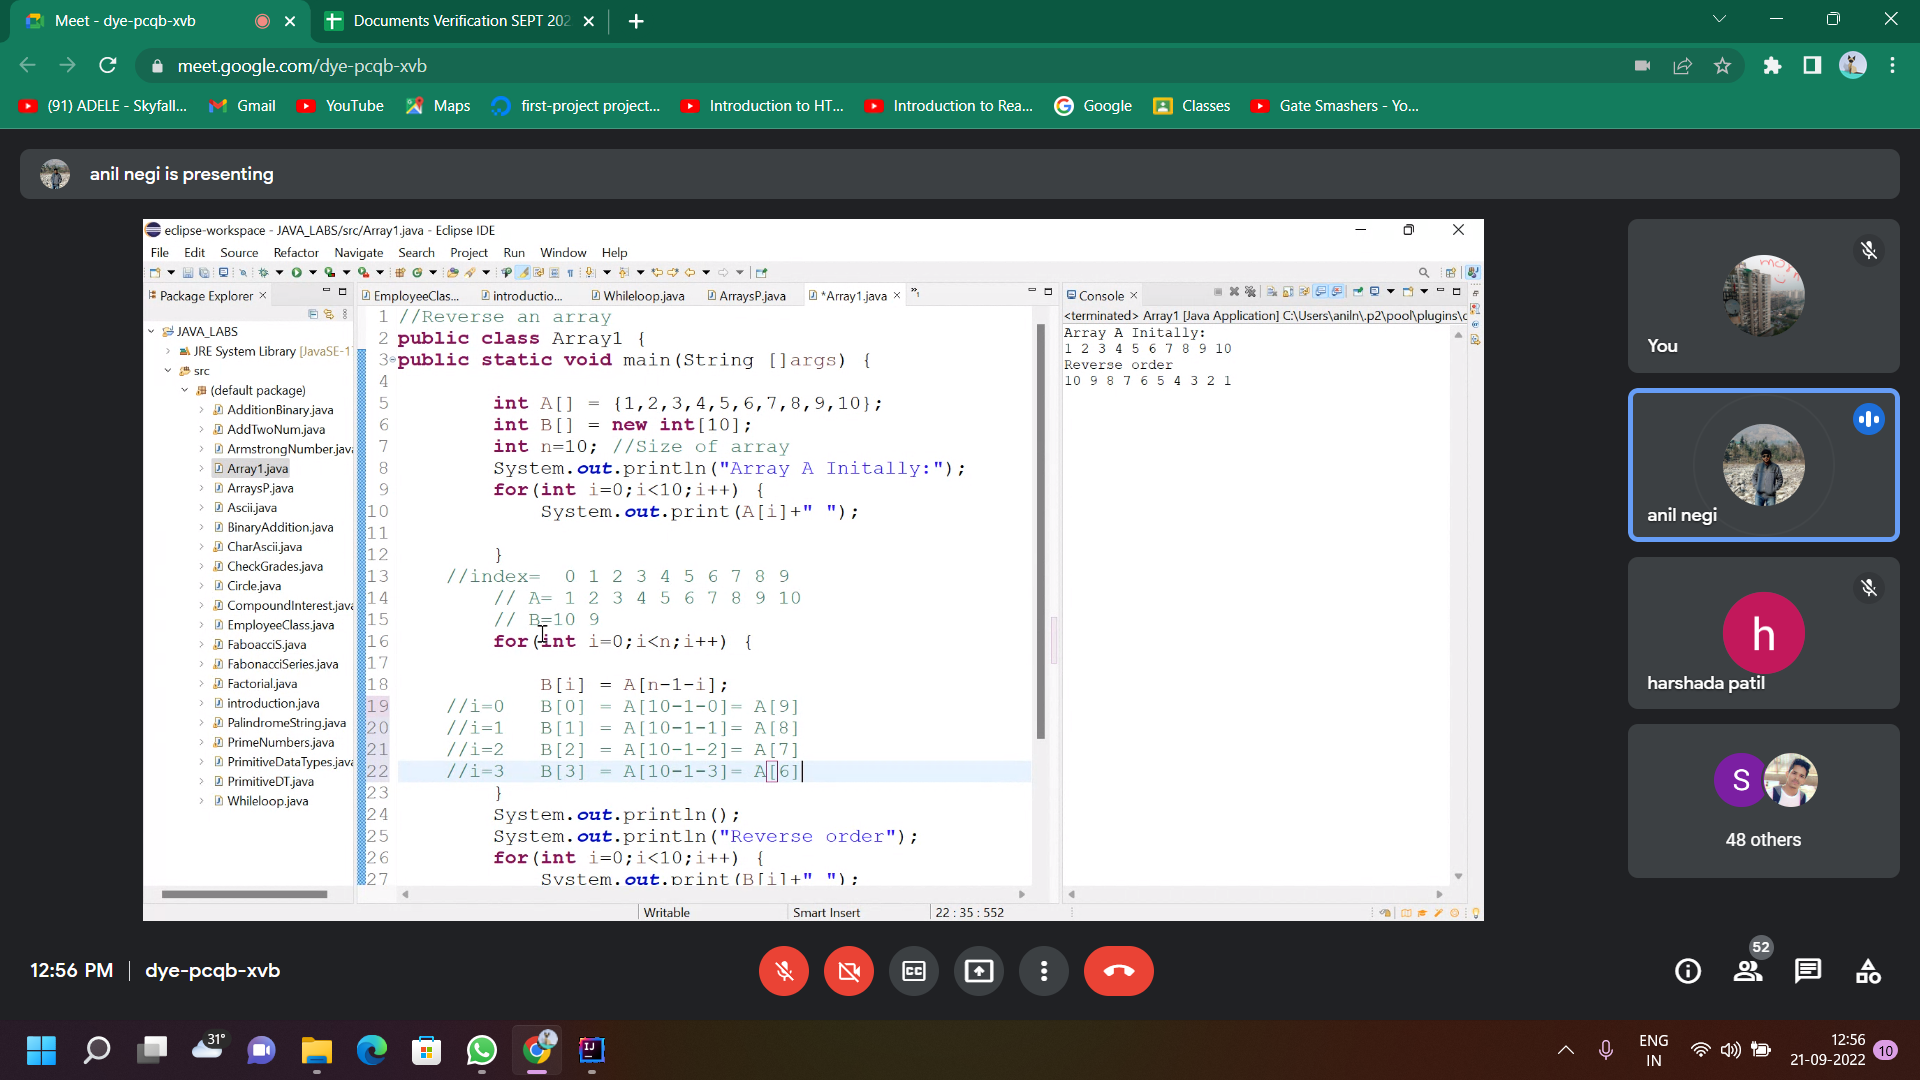 Meet - dye-pcqb-xvb
Documents Verification SEPT 202
meet.google.com/dye-pcqb-xvb
(91) ADELE - Skyfall...
Gmail
YouTube
Maps
first-project project...
Introduction to HT...
Introduction to Rea...
Google
Classes
Gate Smashers - Yo...
anil negi is presenting
eclipse-workspace - JAVA_LABS/src/Array1.java - Eclipse IDE
File Edit Source Refactor Navigate Search Project Run Window Help
Package Explorer
EmployeeClas...
introductio...
Whileloop.java
ArraysP.java
*Array1.java
Console
JAVA_LABS
JRE System Library [JavaSE-1
src
(default package)
AdditionBinary.java
AddTwoNum.java
ArmstrongNumber.java
Array1.java
ArraysP.java
Ascii.java
BinaryAddition.java
CharAscii.java
CheckGrades.java
Circle.java
CompoundInterest.java
EmployeeClass.java
FaboacciS.java
FabonacciSeries.java
Factorial.java
introduction.java
PalindromeString.java
PrimeNumbers.java
PrimitiveDataTypes.java
PrimitiveDT.java
Whileloop.java
1 //Reverse an array
2 public class Array1 {
3 public static void main(String []args) {
4
5 int A[] = {1,2,3,4,5,6,7,8,9,10};
6 int B[] = new int[10];
7 int n=10; //Size of array
8 System.out.println("Array A Initally:");
9 for(int i=0;i<10;i++) {
10 System.out.print(A[i]+" ");
11
12 }
13 //index= 0 1 2 3 4 5 6 7 8 9
14 // A= 1 2 3 4 5 6 7 8 9 10
15 // B=10 9
16 for(int i=0;i<n;i++) {
17
18 B[i] = A[n-1-i];
19 //i=0 B[0] = A[10-1-0]= A[9]
20 //i=1 B[1] = A[10-1-1]= A[8]
21 //i=2 B[2] = A[10-1-2]= A[7]
22 //i=3 B[3] = A[10-1-3]= A[6]
23 }
24 System.out.println();
25 System.out.println("Reverse order");
26 for(int i=0;i<10;i++) {
27 System.out.print(B[i]+" ");
<terminated> Array1 [Java Application] C:\Users\aniln\.p2\pool\plugins\
Array A Initally:
1 2 3 4 5 6 7 8 9 10
Reverse order
10 9 8 7 6 5 4 3 2 1
Writable
Smart Insert
22 : 35 : 552
You
anil negi
h
harshada patil
S
48 others
12:56 PM | dye-pcqb-xvb
CC
52
31°
IJ
ENG
IN
12:56
21-09-2022
10